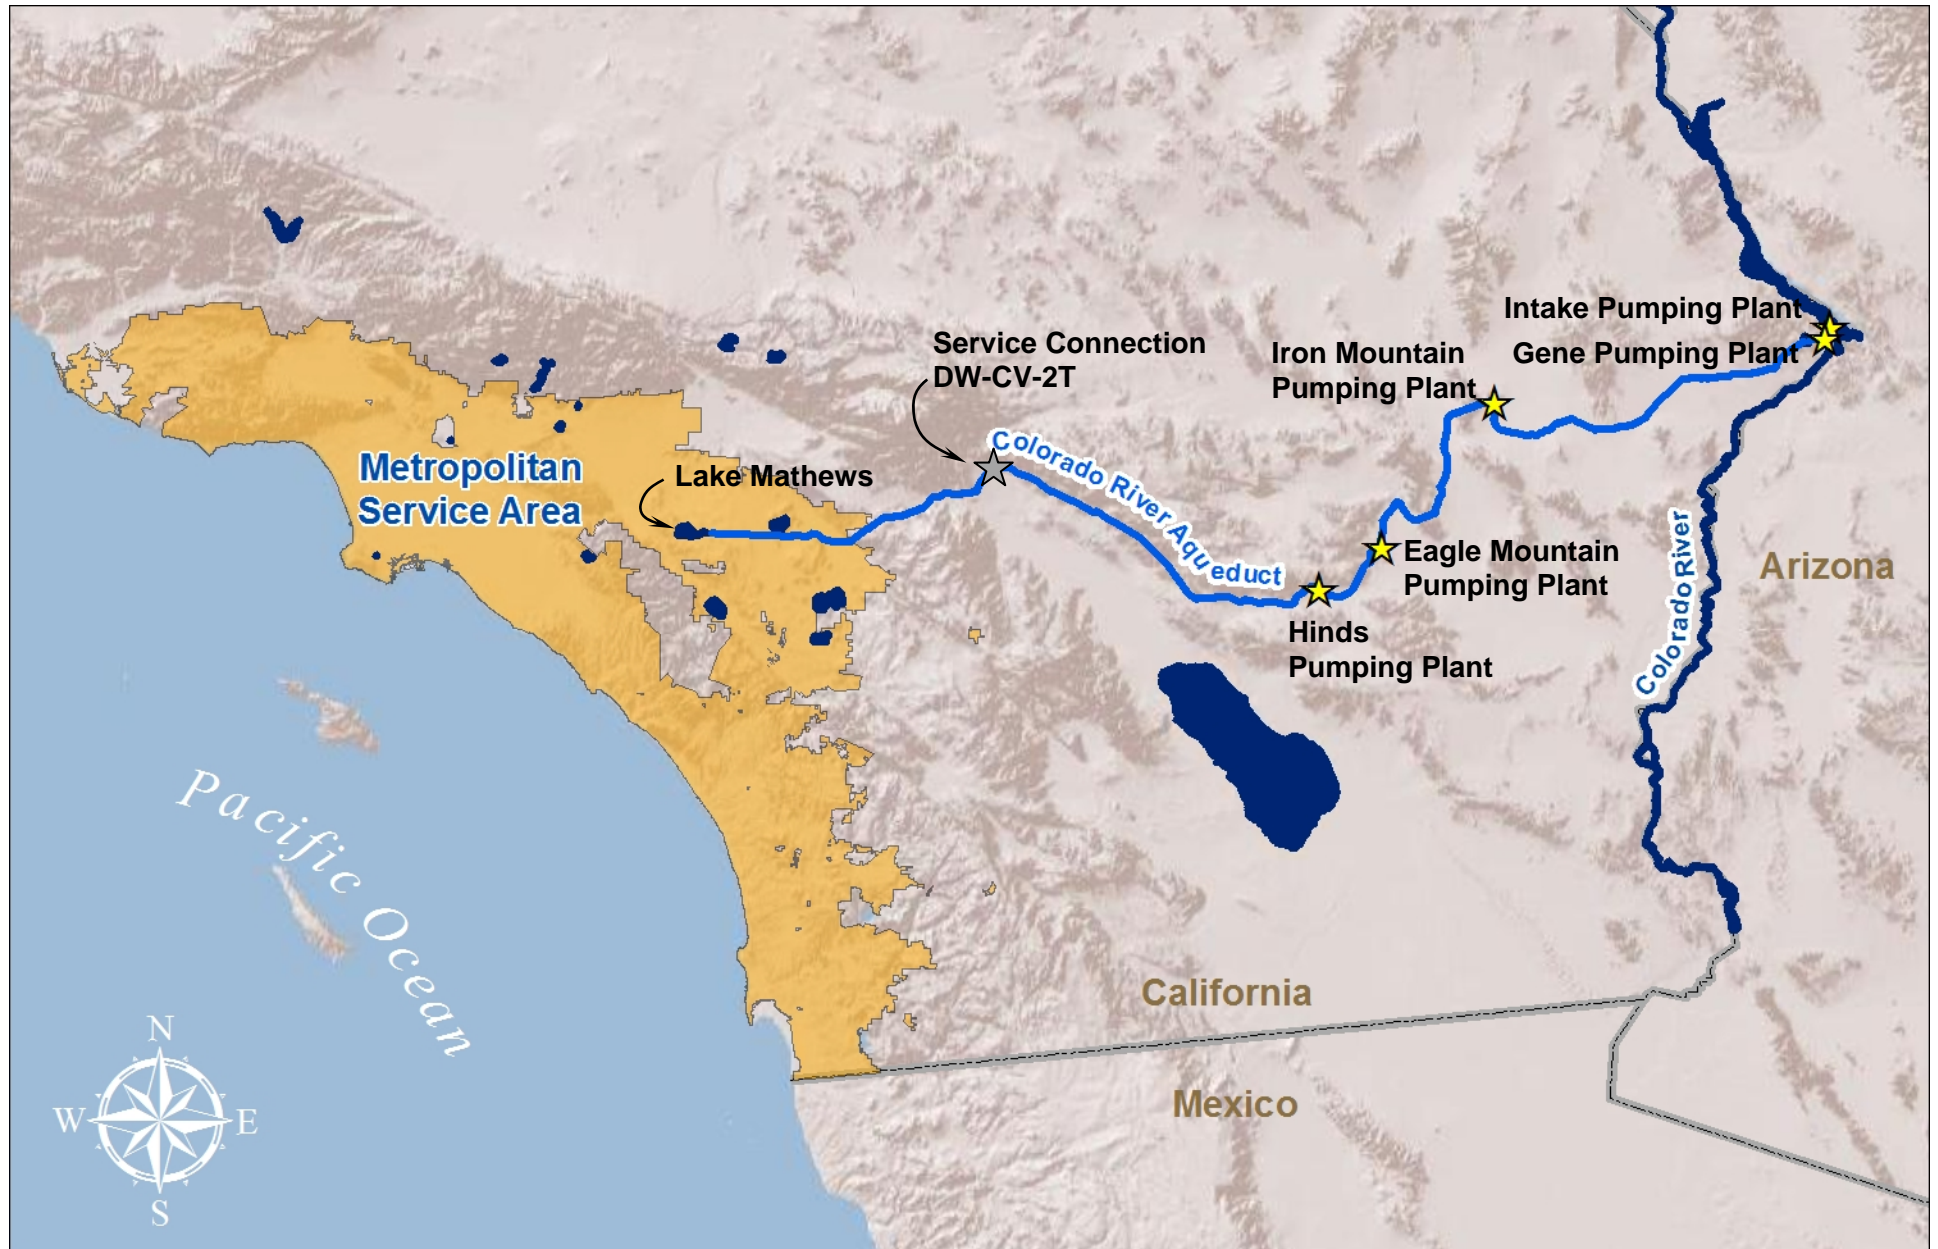 Intake Pumping Plant
Gene Pumping Plant
Service Connection
DW-CV-2T
Iron Mountain
Pumping Plant
Colorado River Aqueduct
Metropolitan
Service Area
Lake Mathews
Eagle Mountain
Pumping Plant
Colorado River
Arizona
Hinds
Pumping Plant
Pacific Ocean
California
Mexico
N
W
E
S